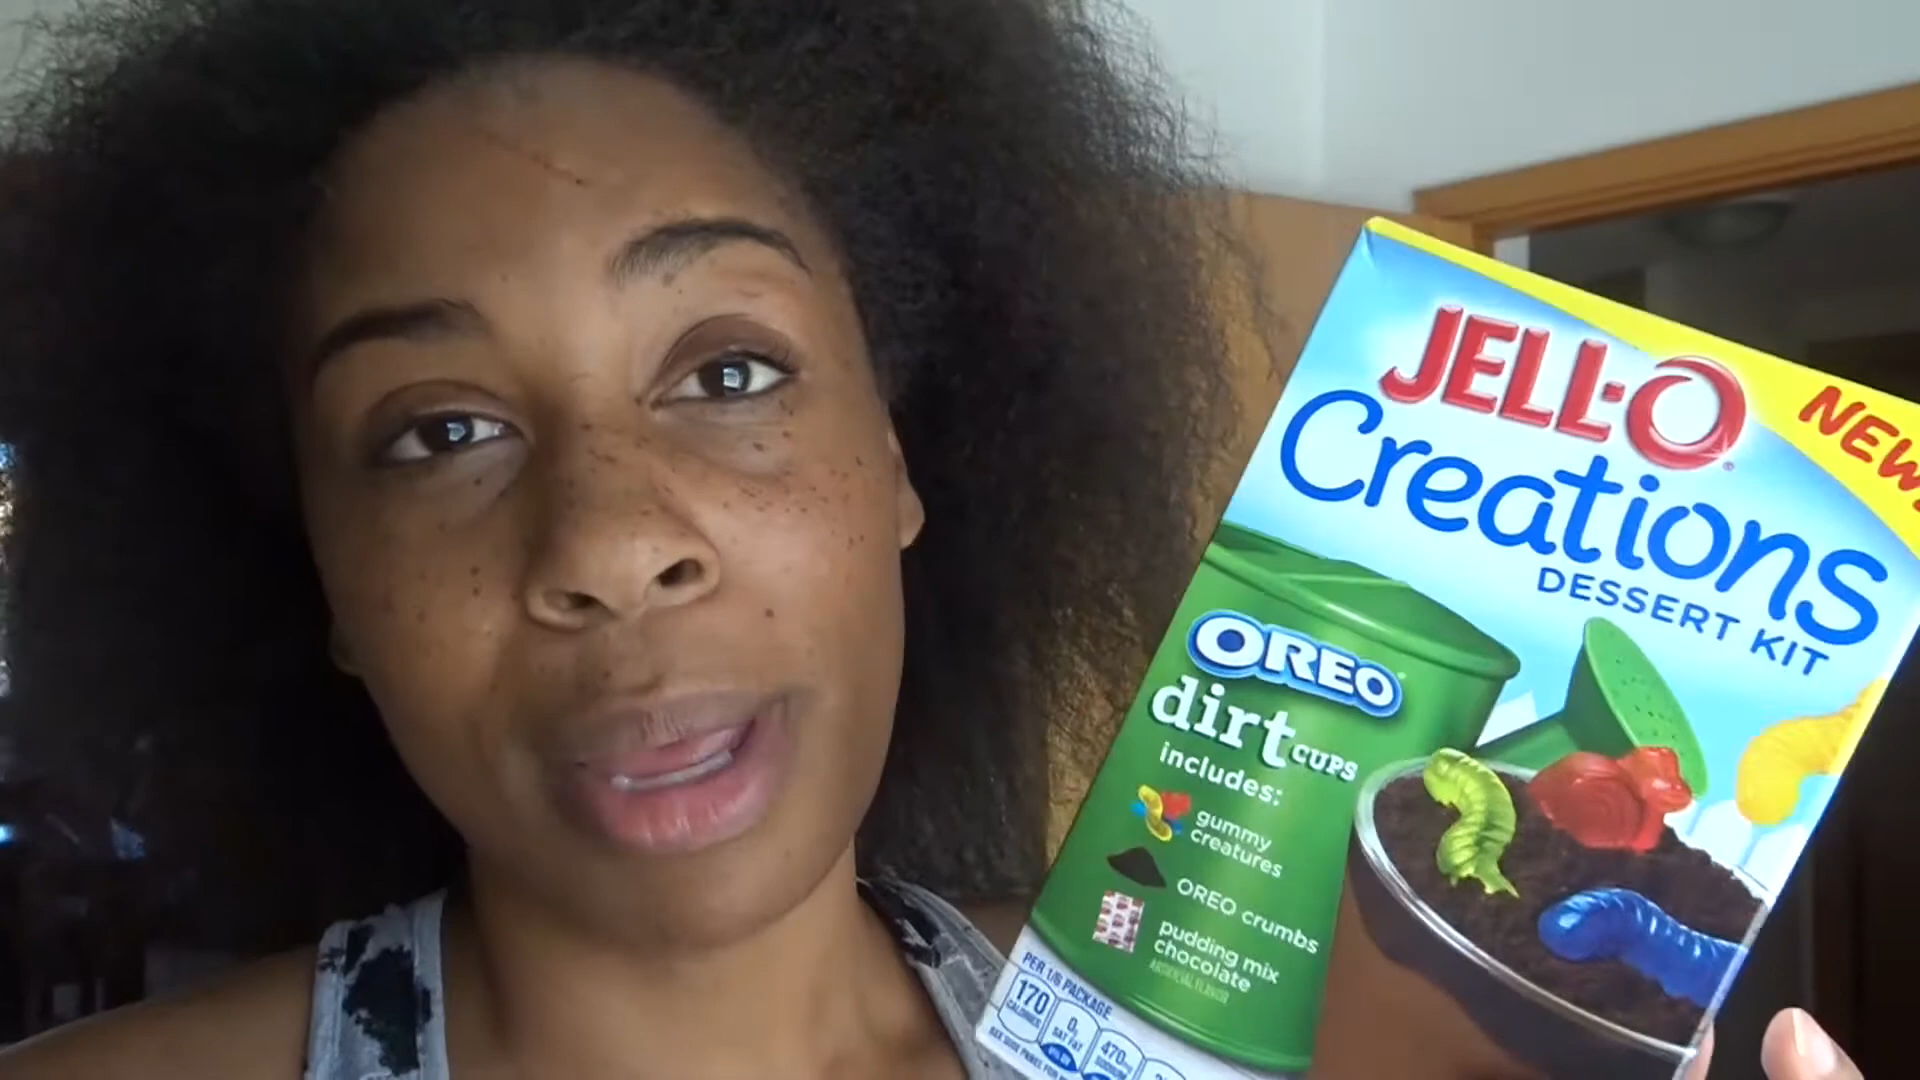 JELL-O
NEW!
Creations
DESSERT KIT
OREO
dirt CUPS
includes:
gummy
creatures
OREO crumbs
pudding mix
chocolate
ARTIFICIAL FLAVOR
PER 1/6 PACKAGE
170
CALORIES
0g
SAT FAT
470mg
SODIUM